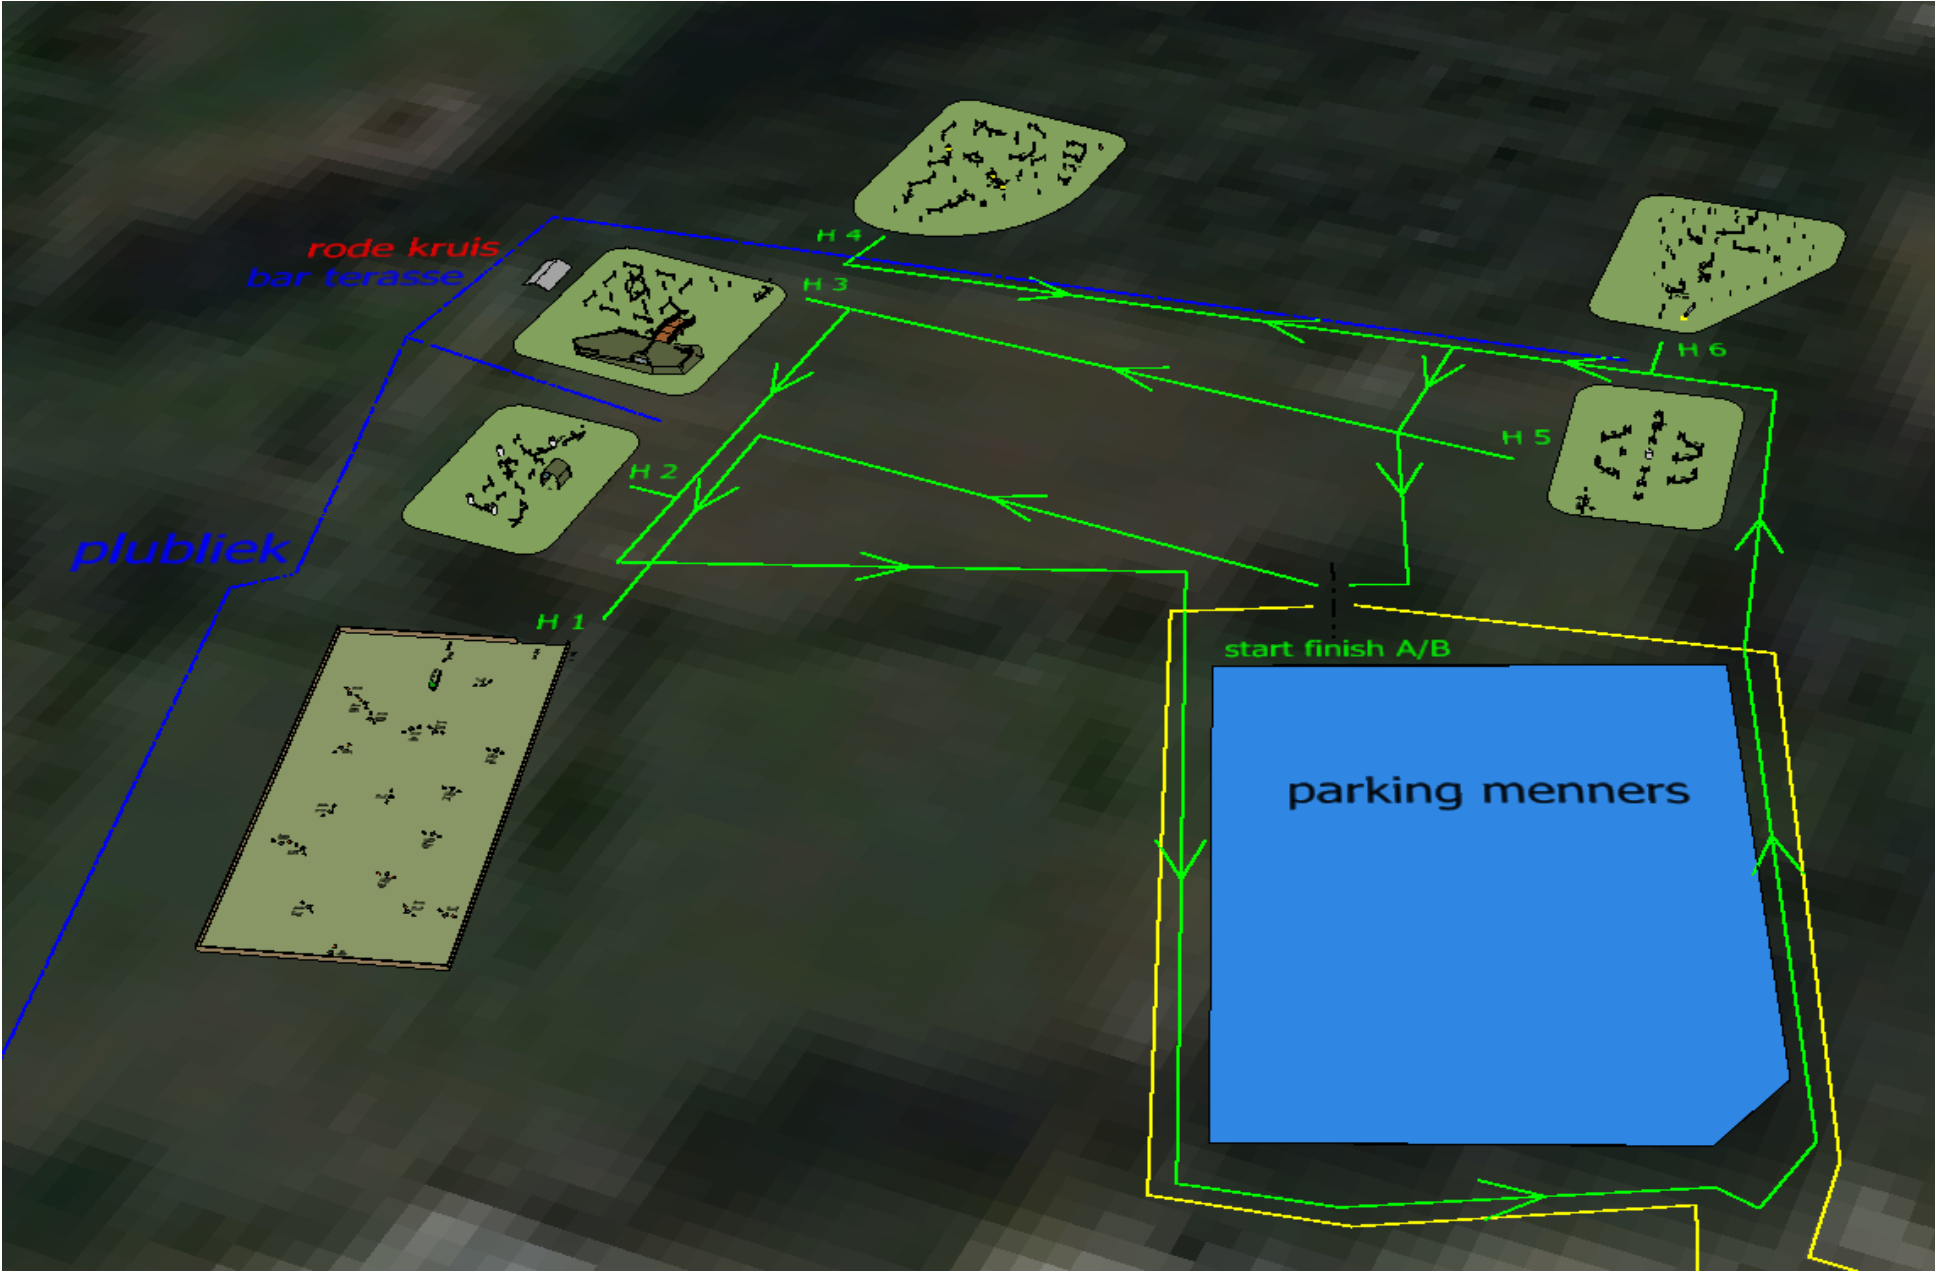 H 4
rode kruis
bar terasse
H 3
H 6
H 5
H 2
plubliek
H 1
start finish A/B
parking menners